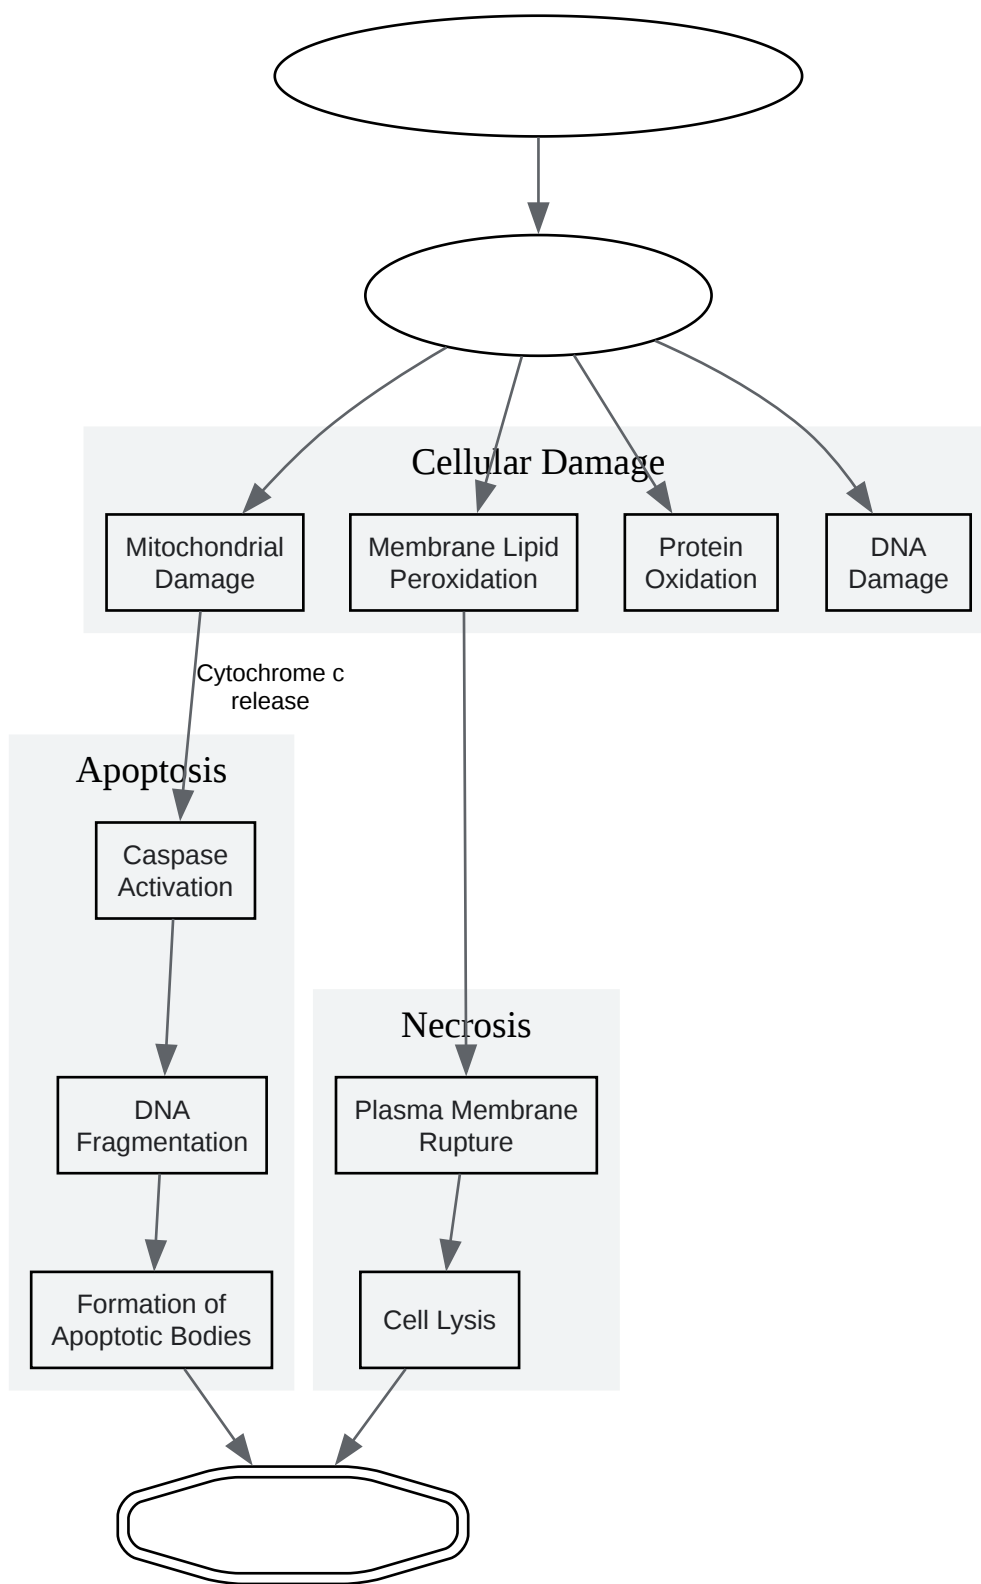 Cellular Damage
Mitochondrial
Damage
Membrane Lipid
Peroxidation
Protein
Oxidation
DNA
Damage
Cytochrome c
release
Apoptosis
Caspase
Activation
Necrosis
DNA
Fragmentation
Plasma Membrane
Rupture
Formation of
Apoptotic Bodies
Cell Lysis